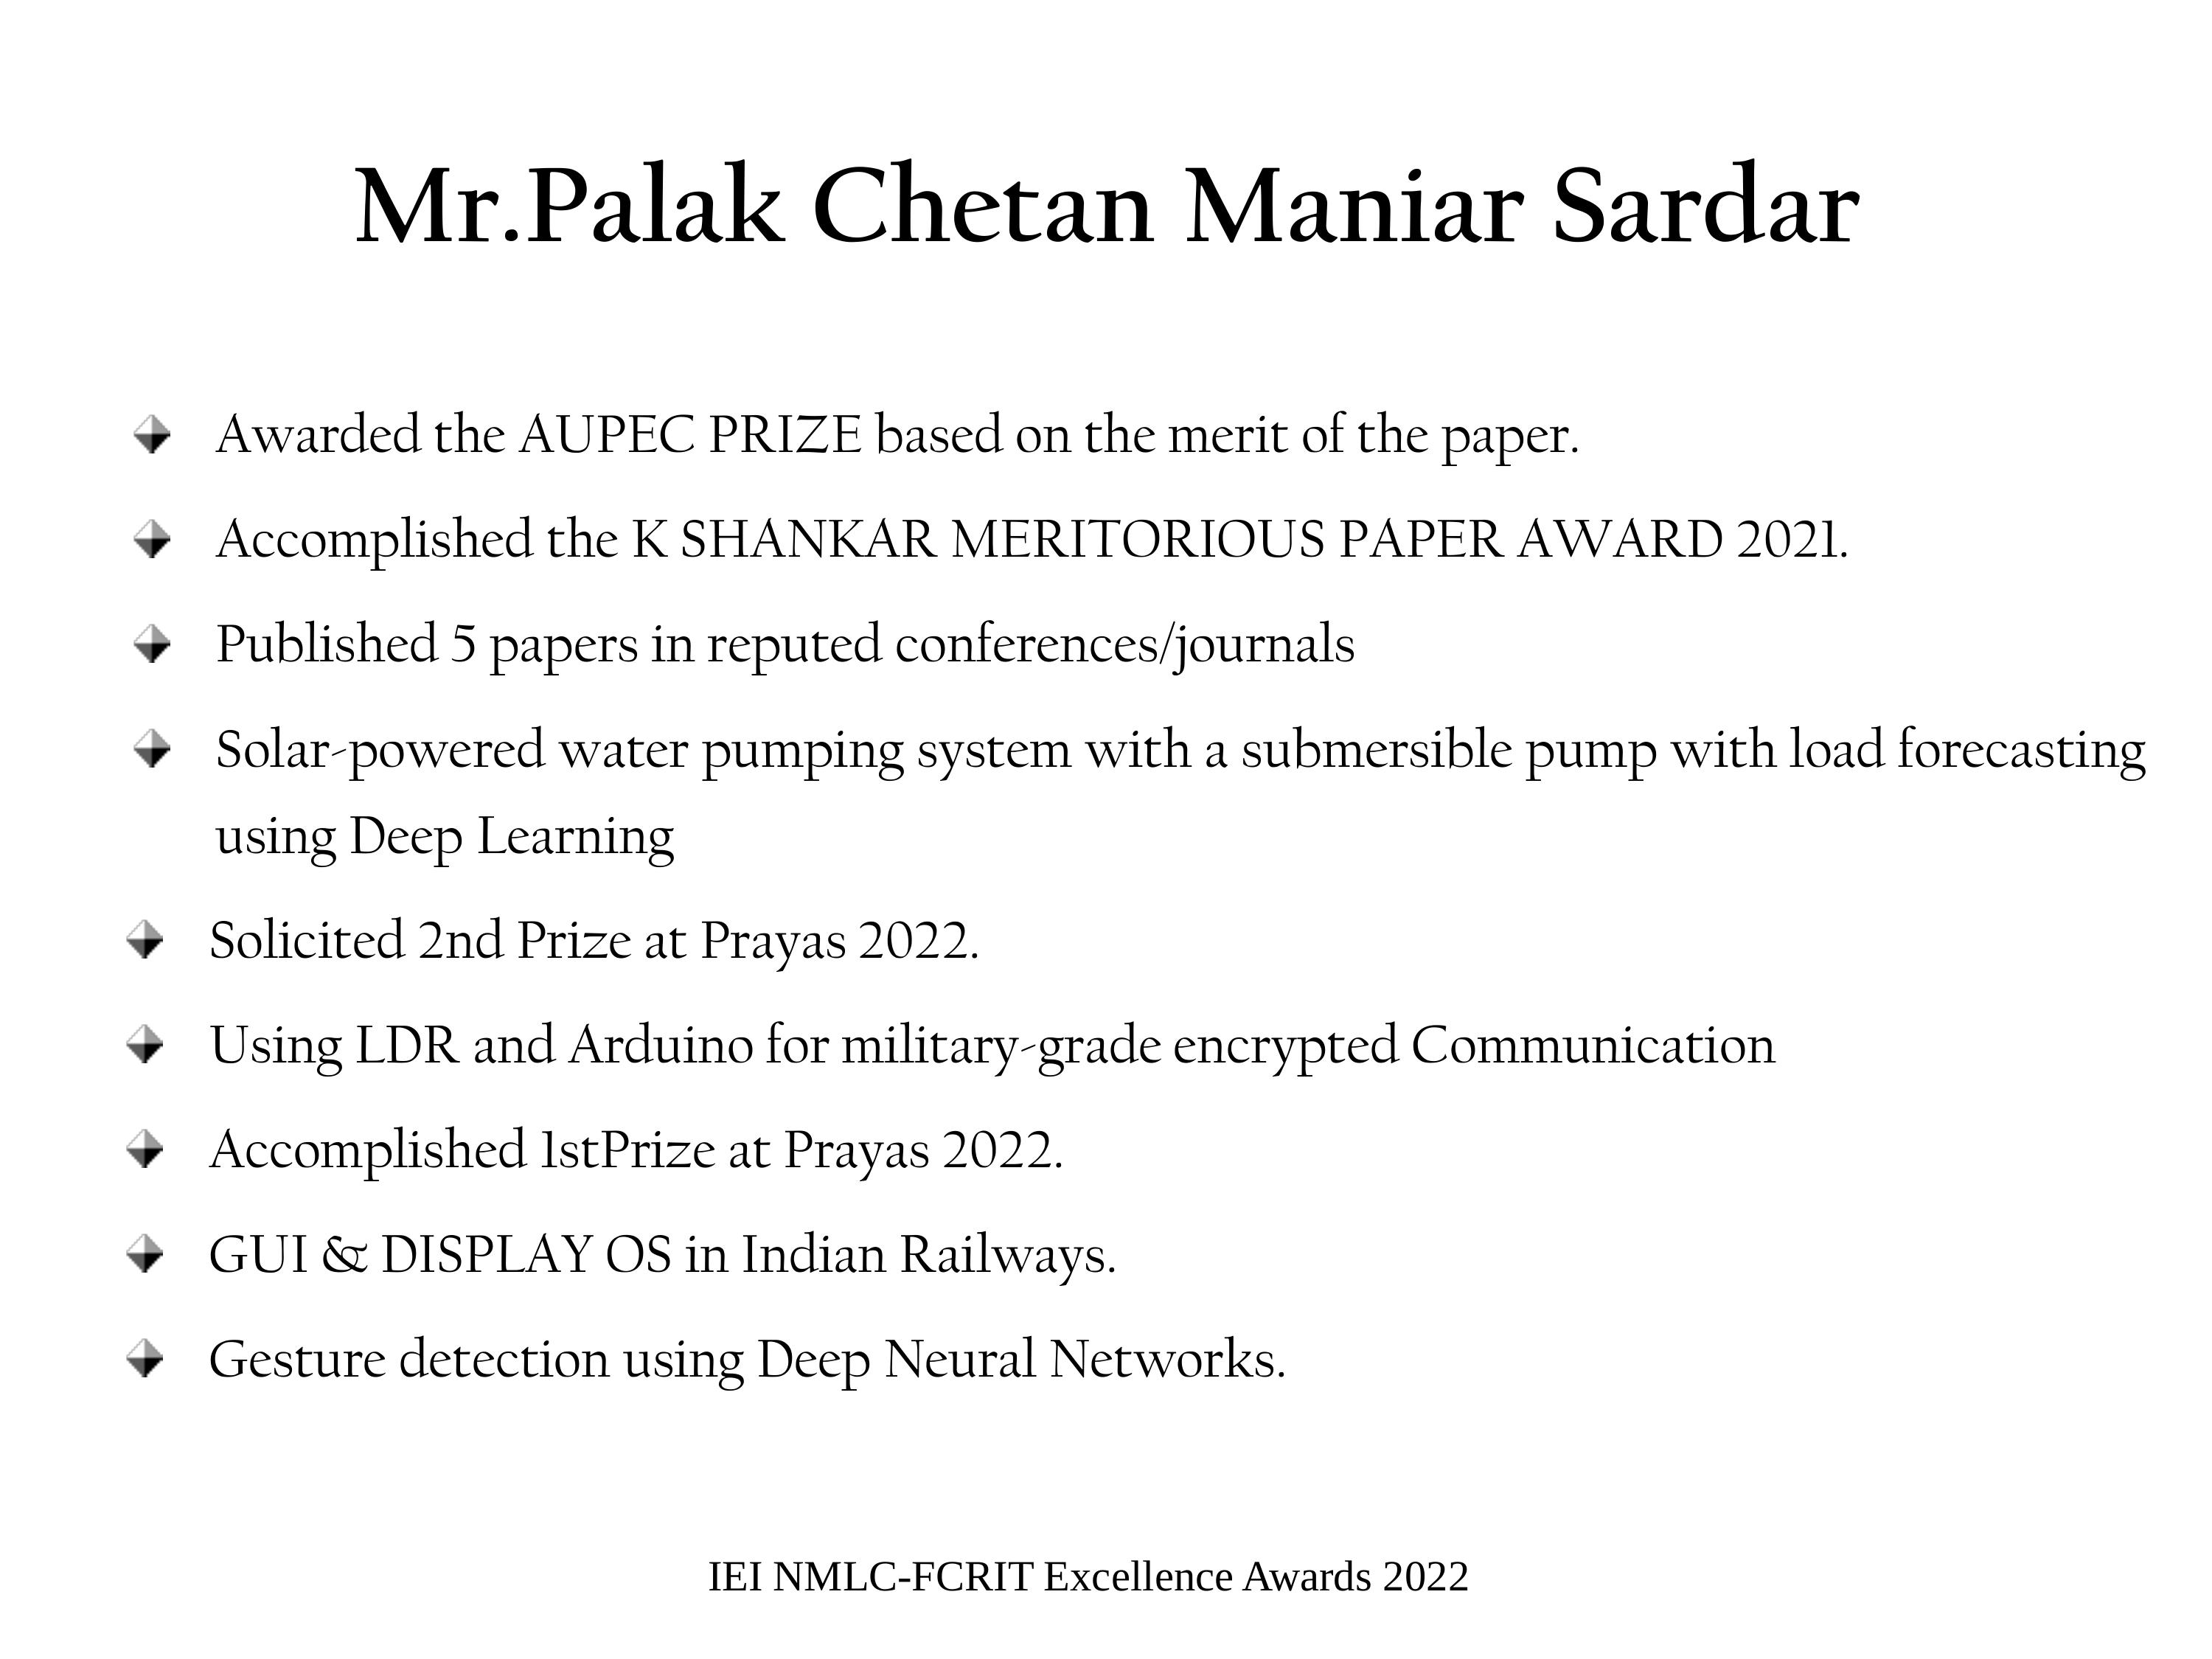 Mr.Palak Chetan Maniar Sardar
Awarded the AUPEC PRIZE based on the merit of the paper.
Accomplished the K SHANKAR MERITORIOUS PAPER AWARD 2021.
Published 5 papers in reputed conferences/journals
Solar-powered water pumping system with a submersible pump with load forecasting
using Deep Learning
Solicited 2nd Prize at Prayas 2022.
Using LDR and Arduino for military-grade encrypted Communication
Accomplished 1stPrize at Prayas 2022.
GUI & DISPLAY OS in Indian Railways.
Gesture detection using Deep Neural Networks.
IEI NMLC-FCRIT Excellence Awards 2022